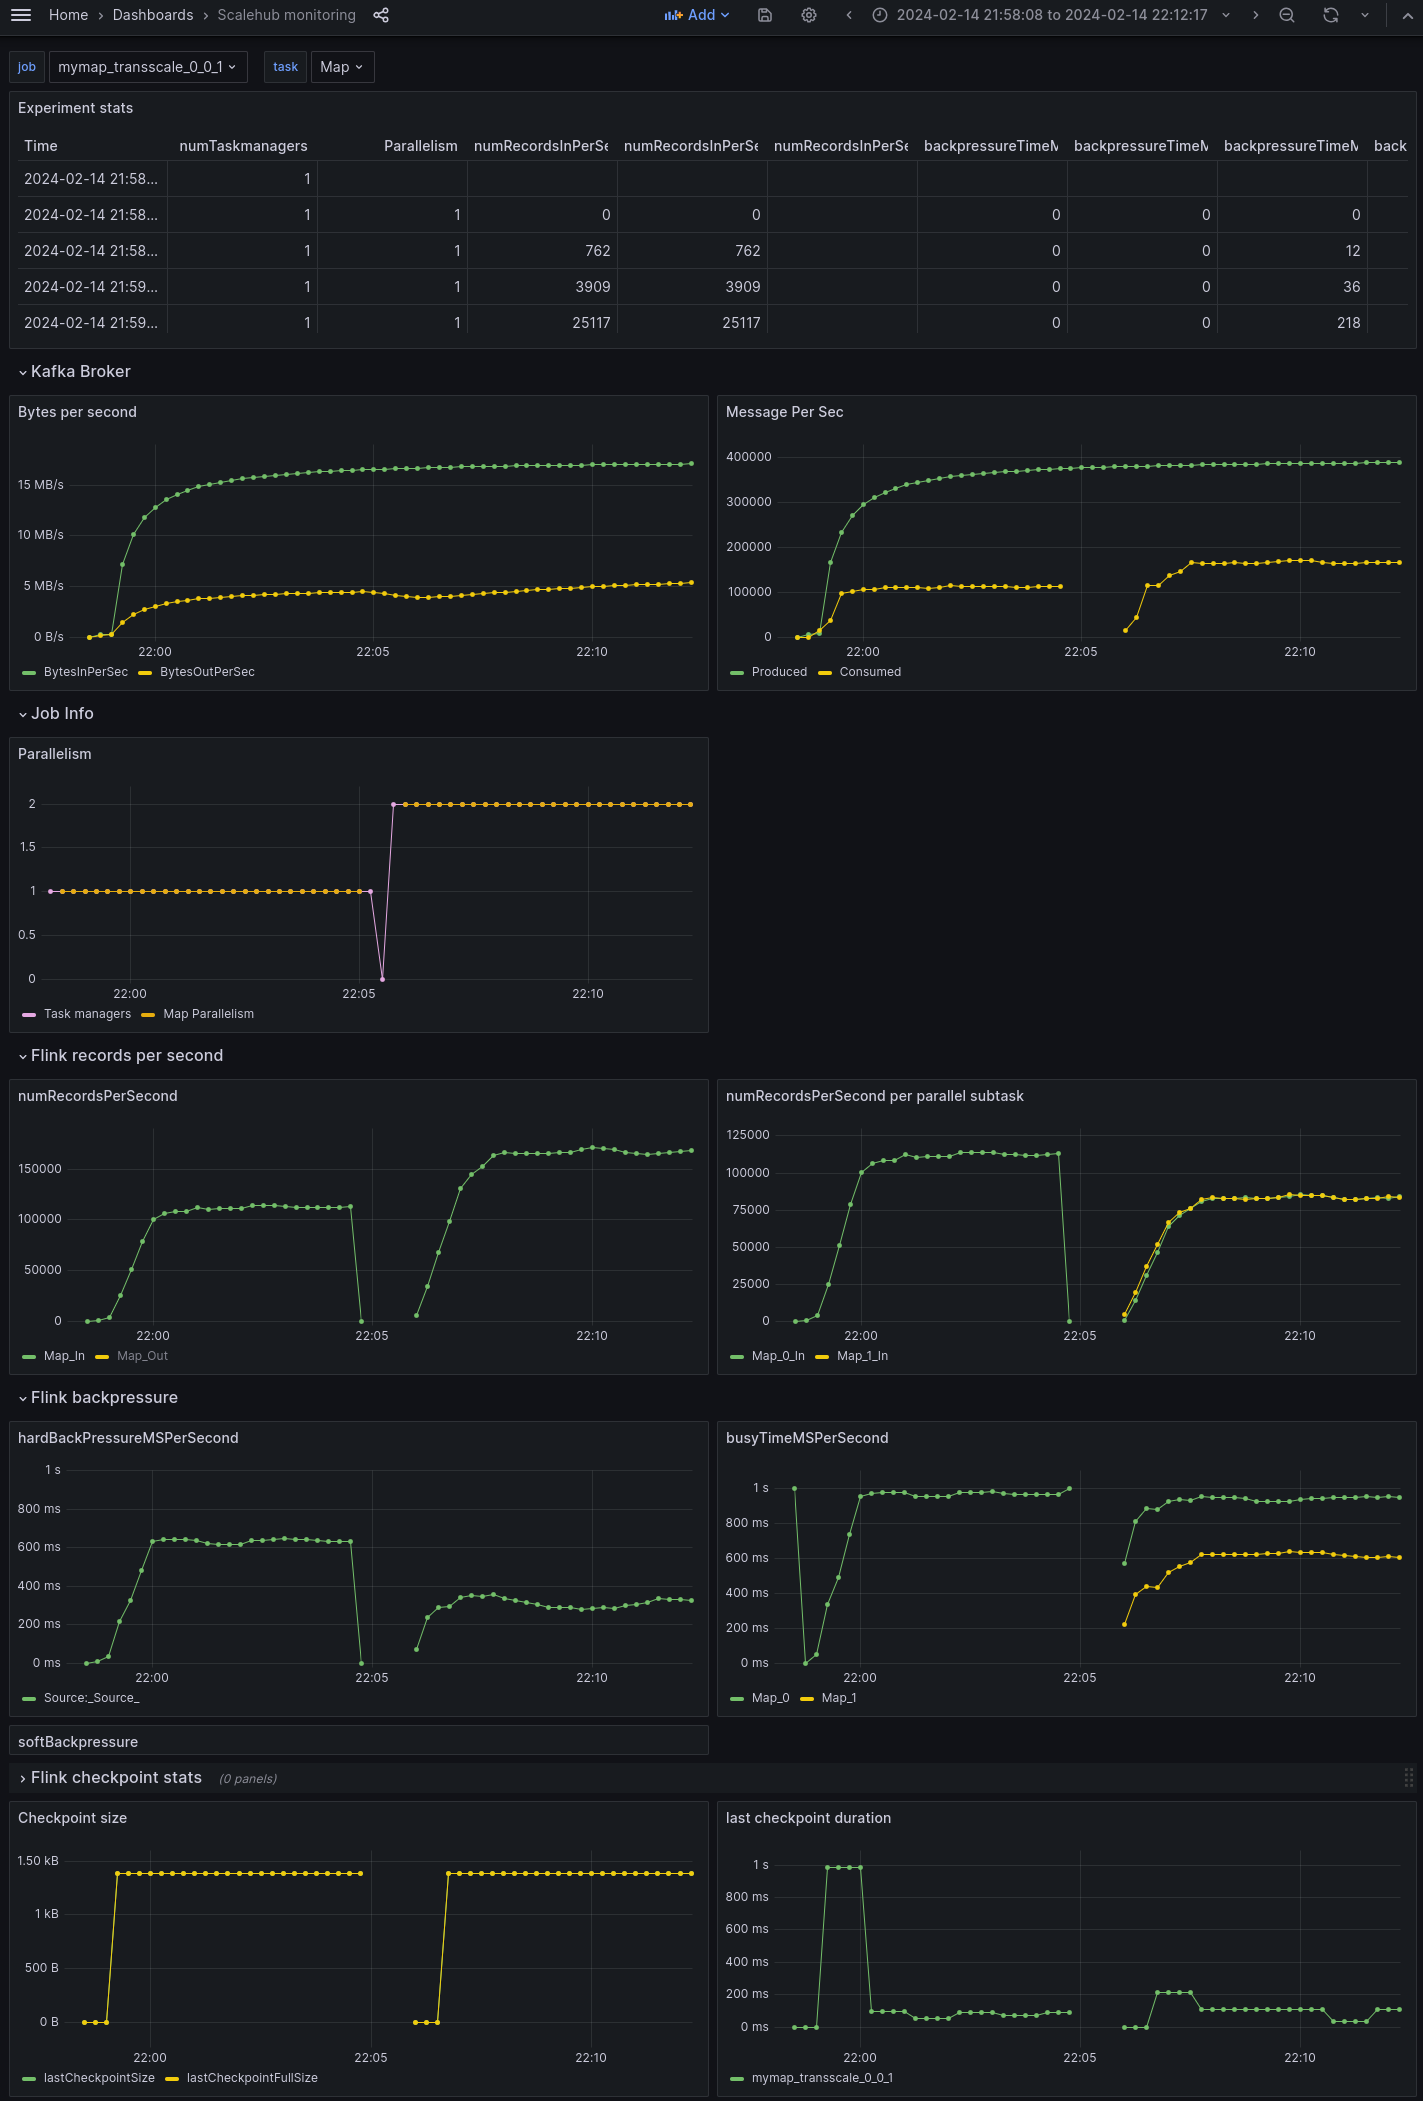 Home › Dashboards › Scalehub monitoring Add 2024-02-14 21:58:08 to 2024-02-14 22:12:17
job mymap_transscale_0_0_1 task Map
Experiment stats
Time numTaskmanagers Parallelism numRecordsInPerSe numRecordsInPerSe numRecordsInPerSe backpressureTimeM backpressureTimeM backpressureTimeM back
2024-02-14 21:58... 1
2024-02-14 21:58... 1 1 0 0 0 0 0
2024-02-14 21:58... 1 1 762 762 0 0 12
2024-02-14 21:59... 1 1 3909 3909 0 0 36
2024-02-14 21:59... 1 1 25117 25117 0 0 218
Kafka Broker
Bytes per second
15 MB/s
10 MB/s
5 MB/s
0 B/s
22:00 22:05 22:10
BytesInPerSec BytesOutPerSec
Message Per Sec
400000
300000
200000
100000
0
22:00 22:05 22:10
Produced Consumed
Job Info
Parallelism
2
1.5
1
0.5
0
22:00 22:05 22:10
Task managers Map Parallelism
Flink records per second
numRecordsPerSecond
150000
100000
50000
0
22:00 22:05 22:10
Map_In Map_Out
numRecordsPerSecond per parallel subtask
125000
100000
75000
50000
25000
0
22:00 22:05 22:10
Map_0_In Map_1_In
Flink backpressure
hardBackPressureMSPerSecond
1 s
800 ms
600 ms
400 ms
200 ms
0 ms
22:00 22:05 22:10
Source:_Source_
busyTimeMSPerSecond
1 s
800 ms
600 ms
400 ms
200 ms
0 ms
22:00 22:05 22:10
Map_0 Map_1
softBackpressure
Flink checkpoint stats (0 panels)
Checkpoint size
1.50 kB
1 kB
500 B
0 B
22:00 22:05 22:10
lastCheckpointSize lastCheckpointFullSize
last checkpoint duration
1 s
800 ms
600 ms
400 ms
200 ms
0 ms
22:00 22:05 22:10
mymap_transscale_0_0_1